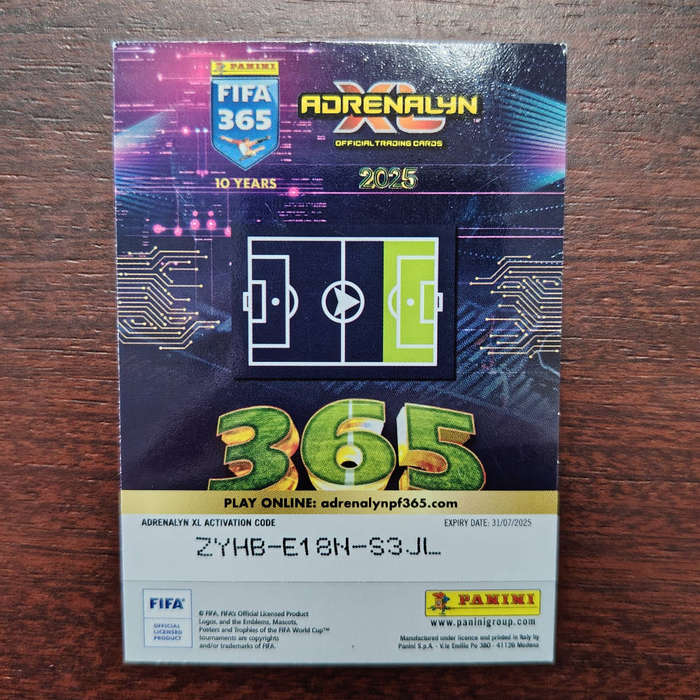 PANINI
FIFA
365
10 YEARS
ADRENALYN
XL
OFFICIAL TRADING CARDS
2025
365
PLAY ONLINE: adrenalynpf365.com
ADRENALYN XL ACTIVATION CODE
EXPIRY DATE: 31/07/2025
ZYHB-E18N-S3JL
FIFA®
OFFICIAL
LICENSED
PRODUCT
© FIFA, FIFA's Official Licensed Product
Logos, and the Emblems, Mascots,
Posters and Trophies of the FIFA World Cup™
tournaments are copyrights
and/or trademarks of FIFA.
PANINI
www.paninigroup.com
Manufactured under licence and printed in Italy by
Panini S.p.A. - V.le Emilio Po 380 - 41126 Modena